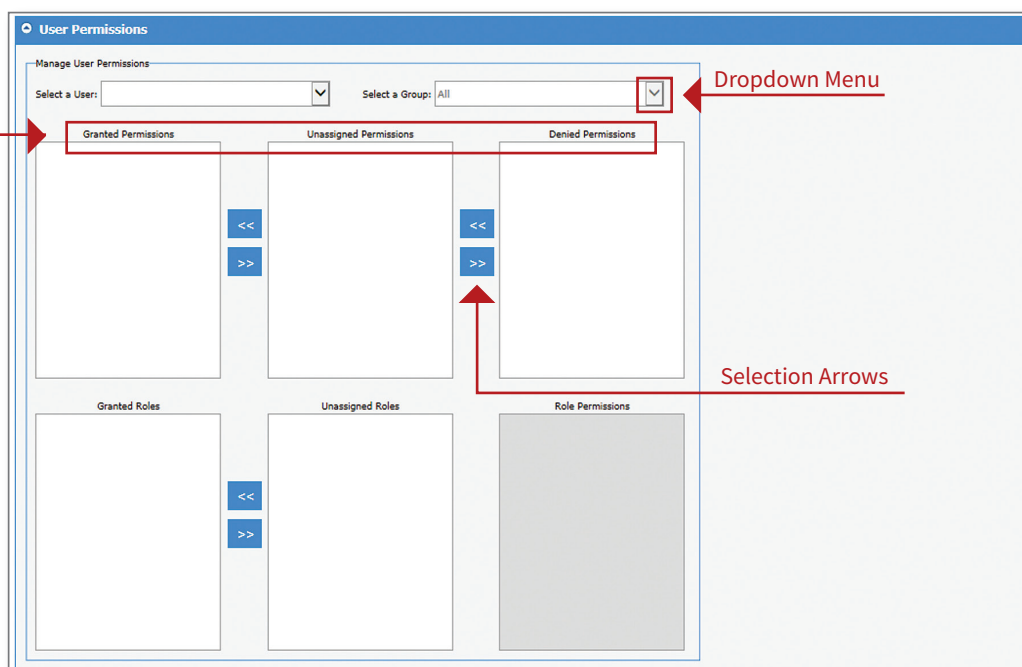 User Permissions
Manage User Permissions
Select a User:
Select a Group: All
Dropdown Menu
Granted Permissions
Unassigned Permissions
Denied Permissions
<<
<<
>>
>>
Selection Arrows
Granted Roles
Unassigned Roles
Role Permissions
<<
>>